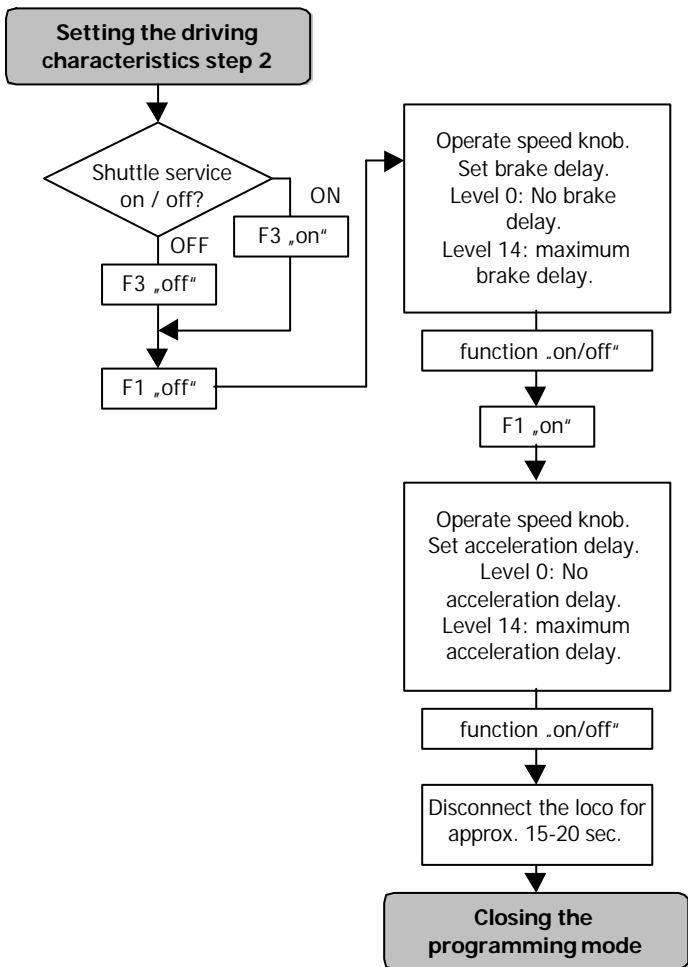 Setting the driving
characteristics step 2
Shuttle service
on / off?
ON
F3 „on“
OFF
F3 „off“
F1 „off“
Operate speed knob.
Set brake delay.
Level 0: No brake
delay.
Level 14: maximum
brake delay.
function „on/off“
F1 „on“
Operate speed knob.
Set acceleration delay.
Level 0: No
acceleration delay.
Level 14: maximum
acceleration delay.
function „on/off“
Disconnect the loco for
approx. 15-20 sec.
Closing the
programming mode